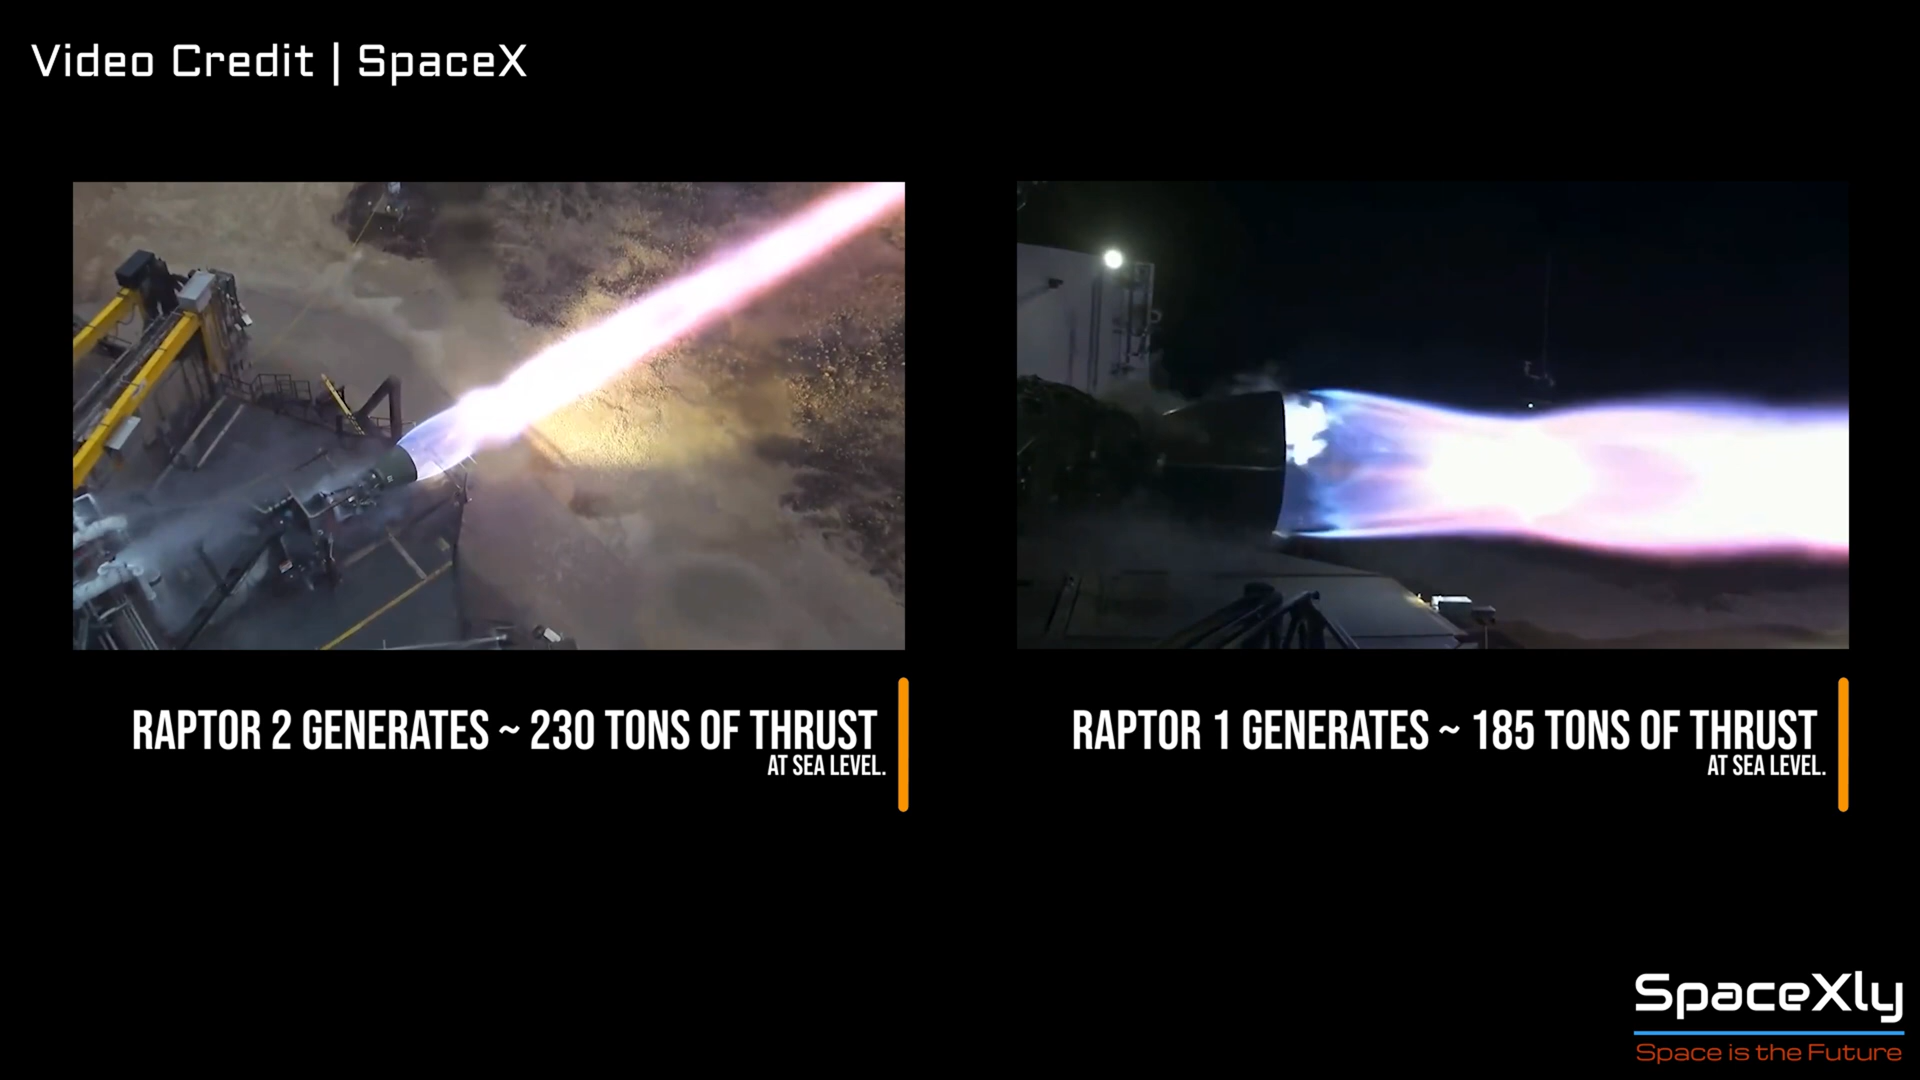 Video Credit | SpaceX
RAPTOR 2 GENERATES ~ 230 TONS OF THRUST
AT SEA LEVEL.
RAPTOR 1 GENERATES ~ 185 TONS OF THRUST
AT SEA LEVEL.
SpaceXly
Space is the Future